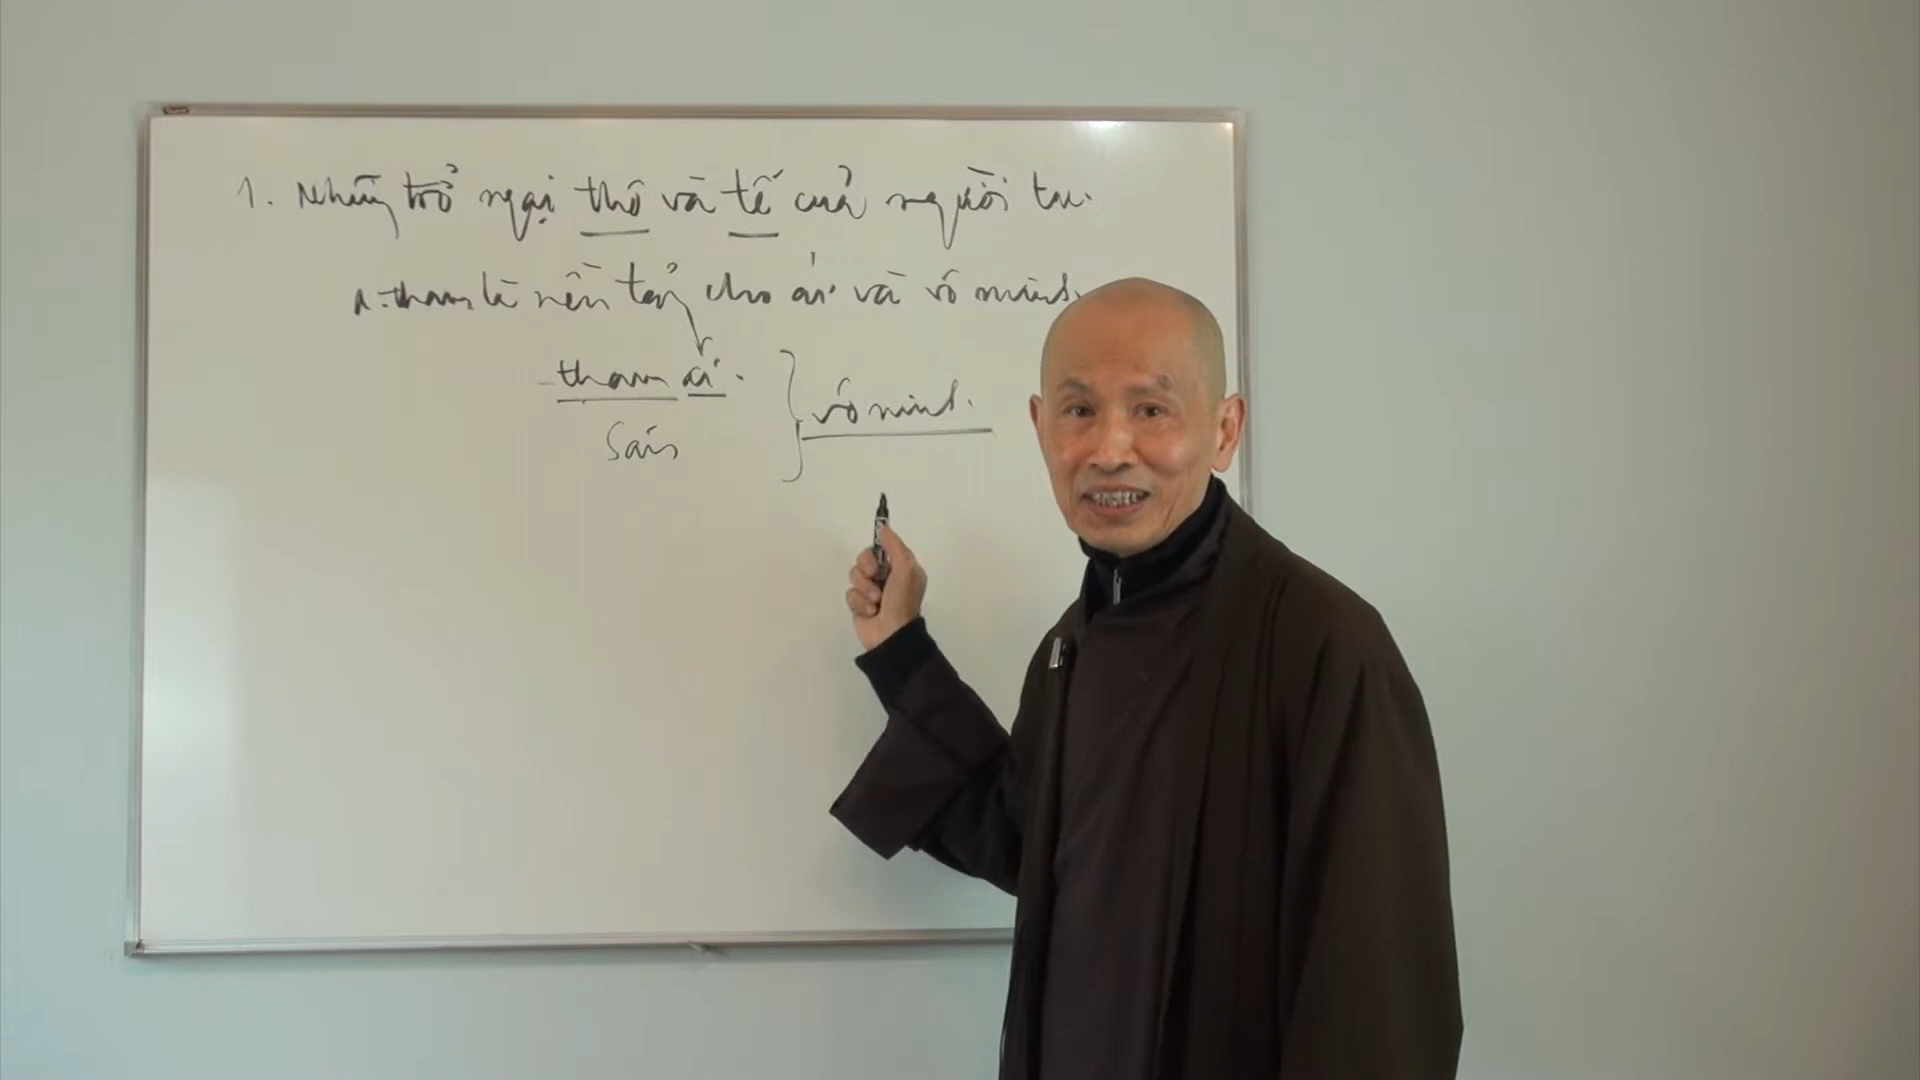 1. Những trở ngại thô và tế của người tu.
a. tham là nền tảng cho ái và vô minh.
- tham ái.
sân
vô minh.